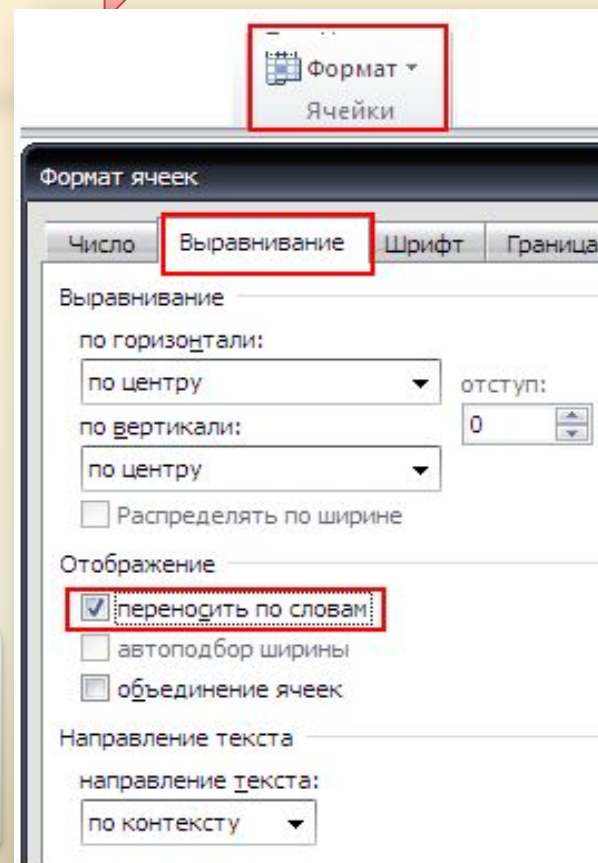 Формат
Ячейки
Формат ячеек
Число Выравнивание Шрифт Граница
Выравнивание
по горизонтали:
по центру
отступ:
0
по вертикали:
по центру
Распределять по ширине
Отображение
переносить по словам
автоподбор ширины
объединение ячеек
Направление текста
направление текста:
по контексту